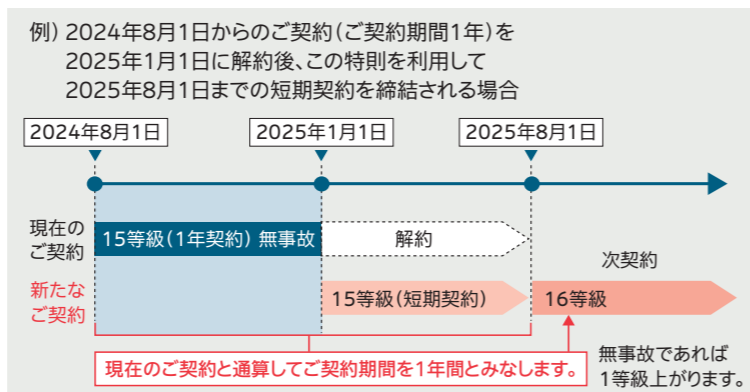 例）2024年8月1日からのご契約（ご契約期間1年）を
2025年1月1日に解約後、この特則を利用して
2025年8月1日までの短期契約を締結される場合
2024年8月1日
2025年1月1日
2025年8月1日
現在の
ご契約
15等級（1年契約）無事故
解約
次契約
新たな
ご契約
15等級（短期契約）
16等級
現在のご契約と通算してご契約期間を1年間とみなします。
無事故であれば
1等級上がります。